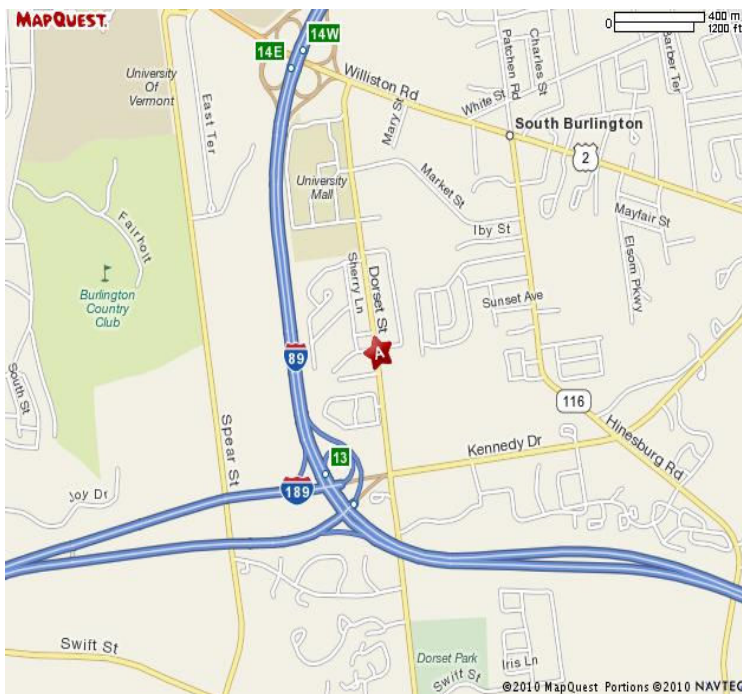 MAPQUEST
400 m
0
1200 ft
14W
14E
University
Of
Vermont
Williston Rd
Patchen Rd
Charles St
Barber Ter
White St
Mary St
East Ter
South Burlington
2
University
Mall
Market St
Fairholt
Mayfair St
Iby St
Elsom Pkwy
Sherry Ln
Dorset St
Burlington
Country
Club
Sunset Ave
A
89
South St
116
Spear St
Hinesburg Rd
Kennedy Dr
13
189
Joy Dr
Swift St
Dorset Park
Iris Ln
Swift St
©2010 MapQuest Portions ©2010 NAVTEQ